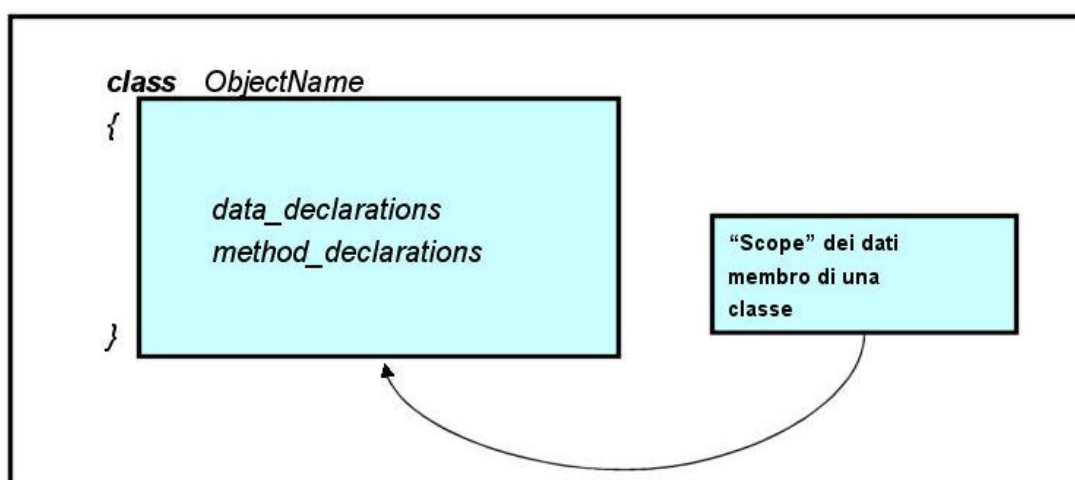 class ObjectName
{
data_declarations
method_declarations
}
“Scope” dei dati
membro di una
classe